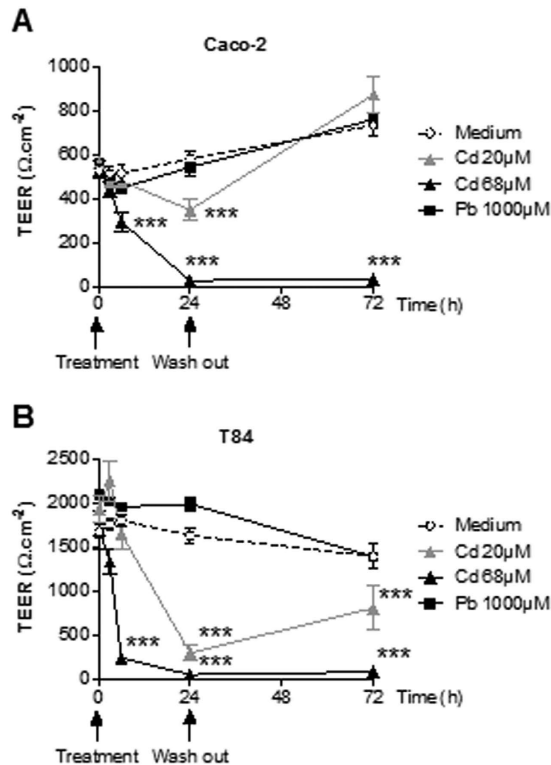 A
Caco-2
TEER (Ω.cm-2)
1000
800
600
400
200
0
***
***
***
***
0 24 48 72 Time (h)
Treatment Wash out
Medium
Cd 20µM
Cd 68µM
Pb 1000µM
B
T84
TEER (Ω.cm-2)
2500
2000
1500
1000
500
0
***
***
***
***
***
0 24 48 72 Time (h)
Treatment Wash out
Medium
Cd 20µM
Cd 68µM
Pb 1000µM